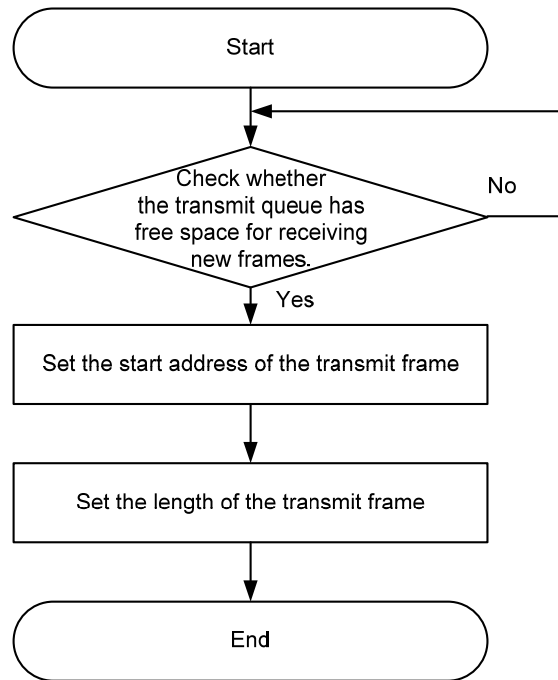 Start
Check whether
the transmit queue has
free space for receiving
new frames.
No
Yes
Set the start address of the transmit frame
Set the length of the transmit frame
End